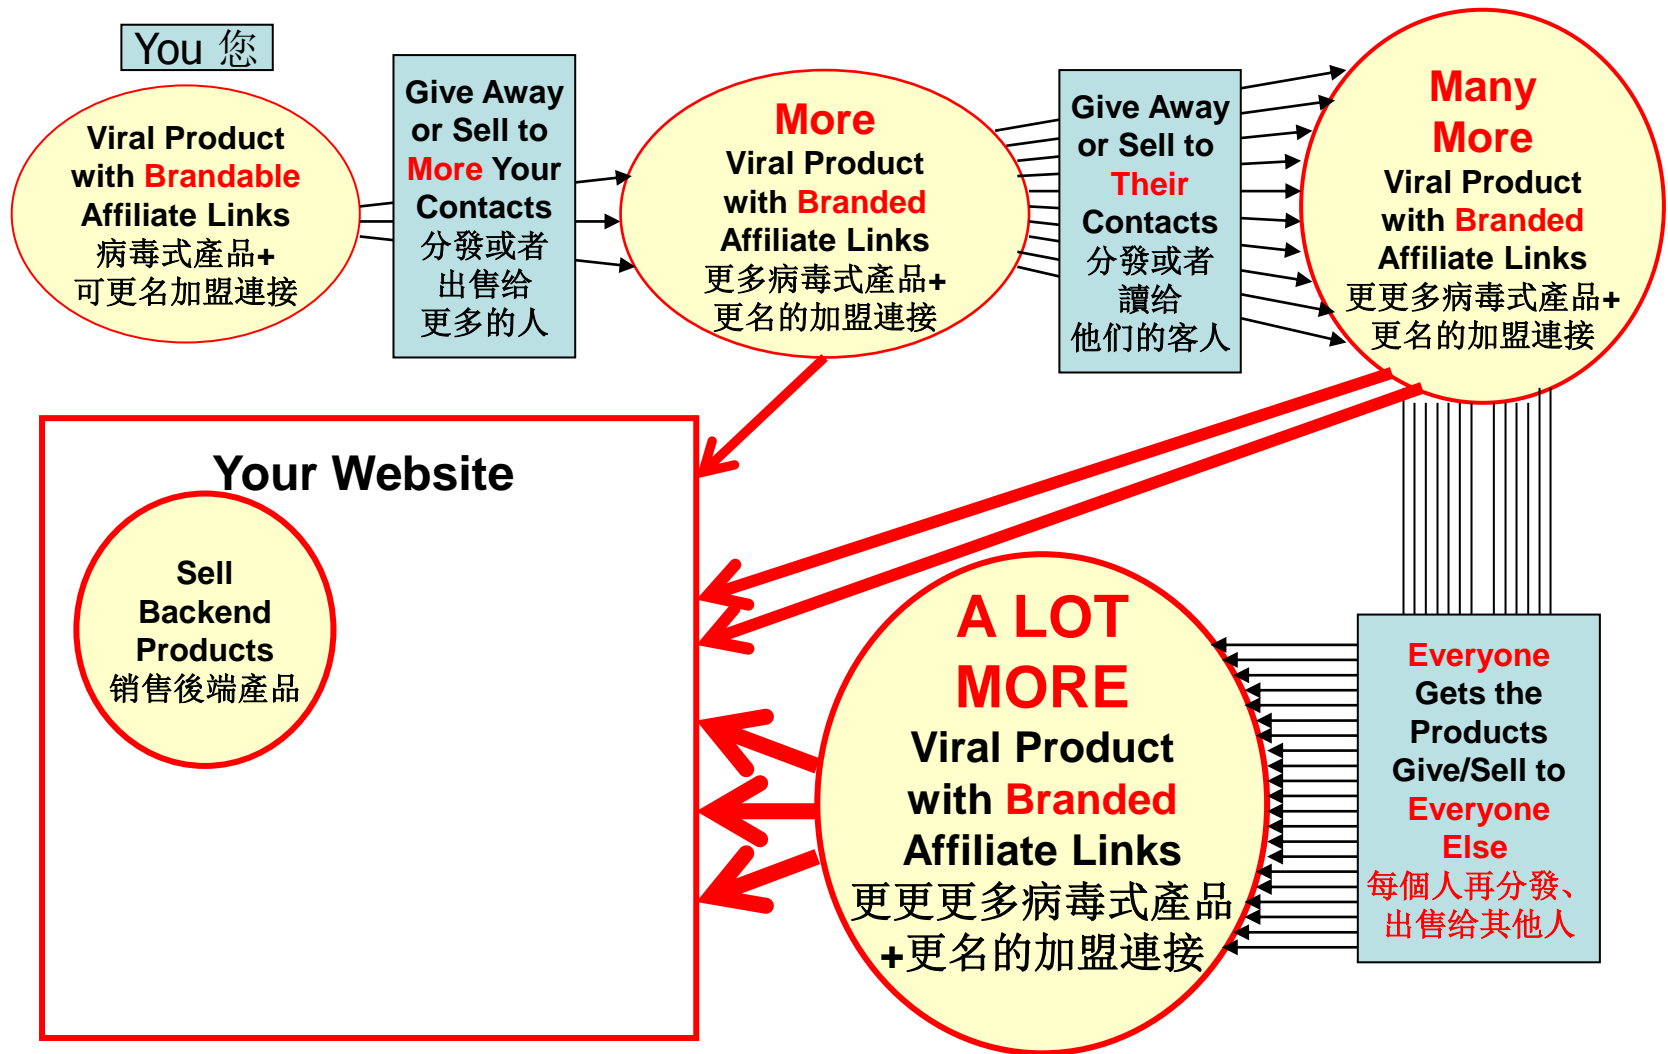 You 您
Viral Product
with Brandable
Affiliate Links
病毒式產品+
可更名加盟連接
Give Away
or Sell to
More Your
Contacts
分發或者
出售给
更多的人
More
Viral Product
with Branded
Affiliate Links
更多病毒式產品+
更名的加盟連接
Give Away
or Sell to
Their
Contacts
分發或者
讀给
他们的客人
Many
More
Viral Product
with Branded
Affiliate Links
更更多病毒式產品+
更名的加盟連接
Your Website
Sell
Backend
Products
销售後端產品
A LOT
MORE
Viral Product
with Branded
Affiliate Links
更更更多病毒式產品
+更名的加盟連接
Everyone
Gets the
Products
Give/Sell to
Everyone
Else
每個人再分發、
出售给其他人